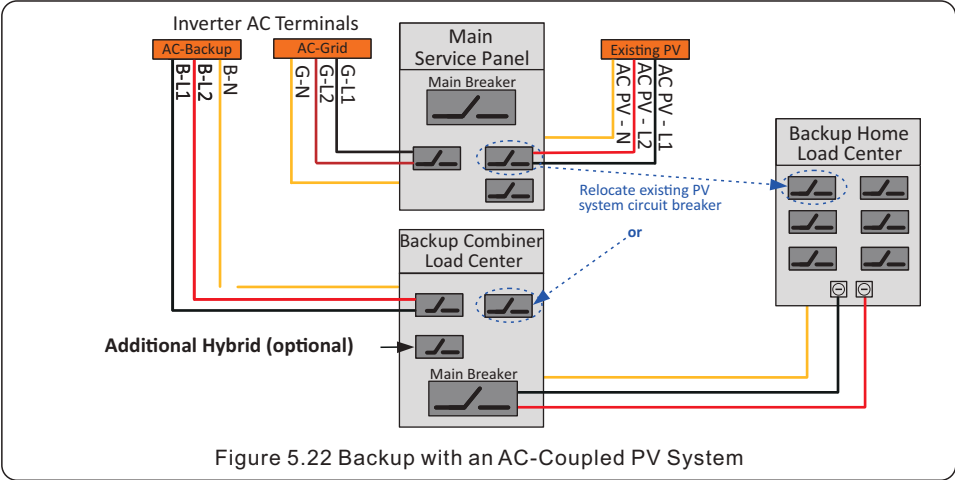 Inverter AC Terminals
AC-Backup
AC-Grid
B-L1
B-L2
B-N
G-N
G-L2
G-L1
Main
Service Panel
Main Breaker
Existing PV
AC PV - N
AC PV - L2
AC PV - L1
Backup Home
Load Center
Relocate existing PV
system circuit breaker
or
Backup Combiner
Load Center
Additional Hybrid (optional)
Main Breaker
Figure 5.22 Backup with an AC-Coupled PV System